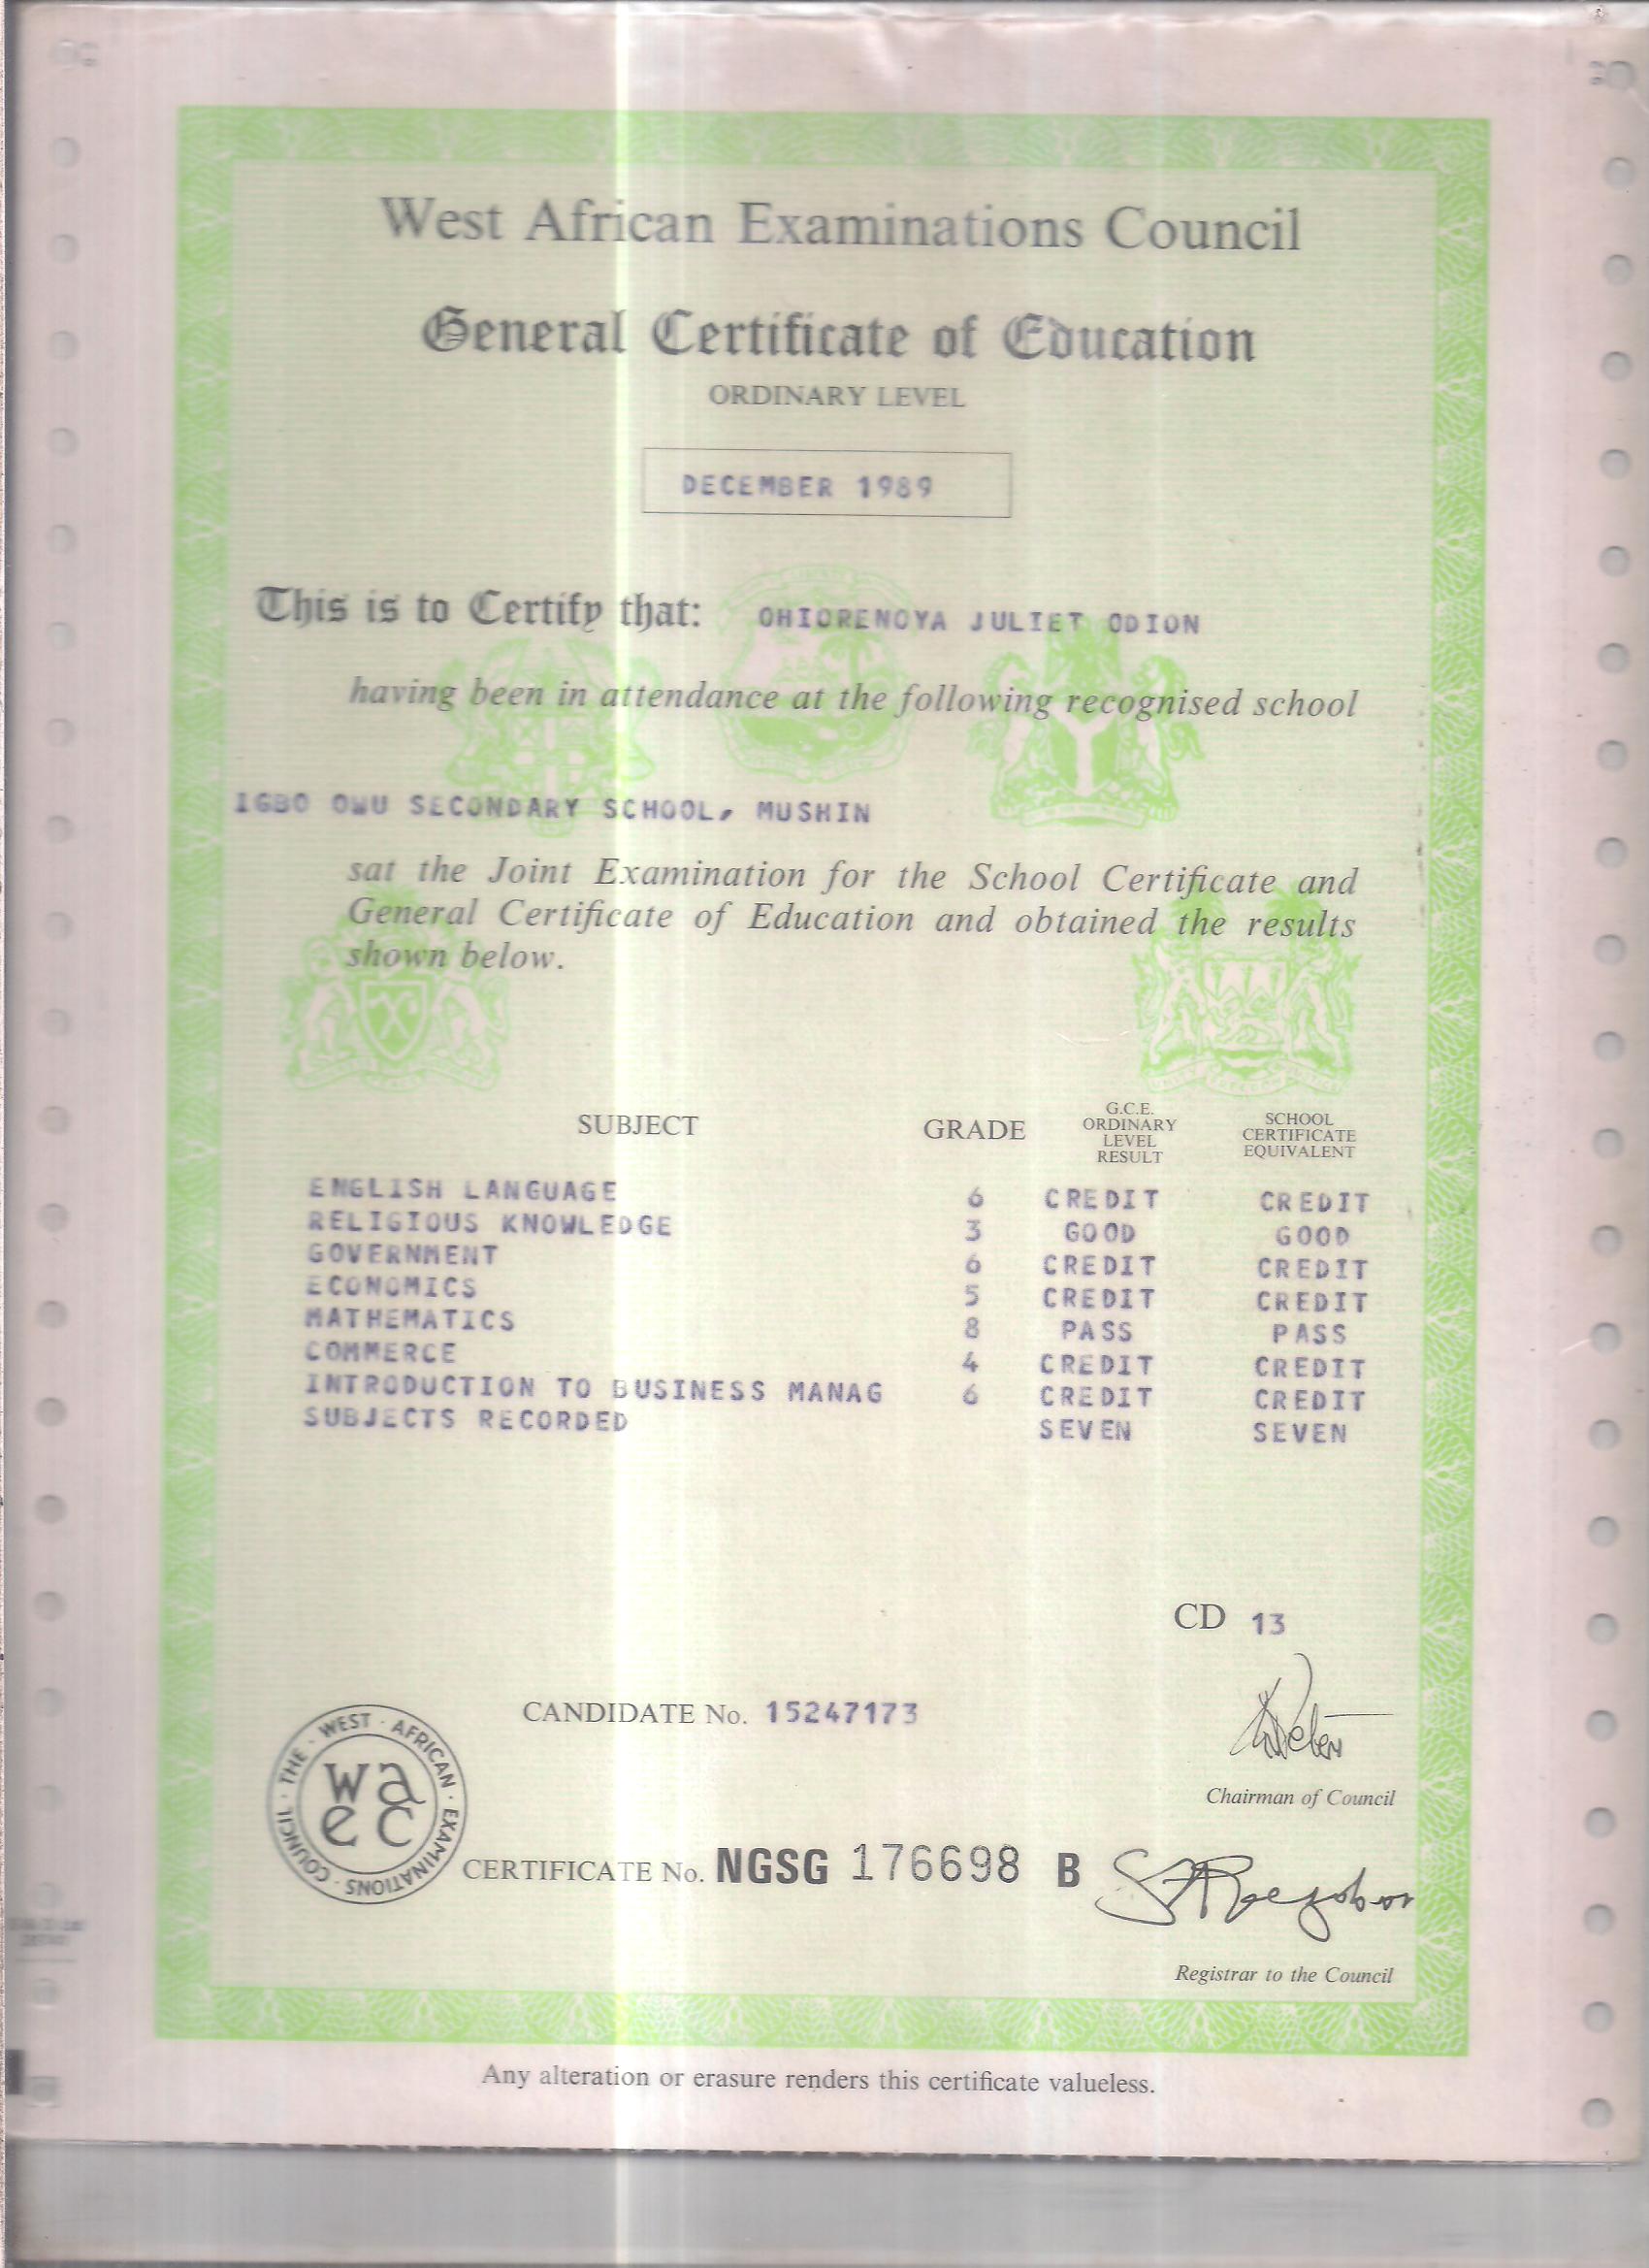 West African Examinations Council
General Certificate of Education
ORDINARY LEVEL
DECEMBER 1989
This is to Certify that: OHIORENOYA JULIET ODION
having been in attendance at the following recognised school
IGBO OWU SECONDARY SCHOOL, MUSHIN
sat the Joint Examination for the School Certificate and
General Certificate of Education and obtained the results
shown below.
SUBJECT GRADE G.C.E. ORDINARY LEVEL RESULT SCHOOL CERTIFICATE EQUIVALENT
ENGLISH LANGUAGE 6 CREDIT CREDIT
RELIGIOUS KNOWLEDGE 3 GOOD GOOD
GOVERNMENT 6 CREDIT CREDIT
ECONOMICS 5 CREDIT CREDIT
MATHEMATICS 8 PASS PASS
COMMERCE 4 CREDIT CREDIT
INTRODUCTION TO BUSINESS MANAG 6 CREDIT CREDIT
SUBJECTS RECORDED SEVEN SEVEN
CD 13
CANDIDATE No. 15247173
Chairman of Council
THE · WEST · AFRICAN · EXAMINATIONS · COUNCIL ·
wa
ec
CERTIFICATE No. NGSG 176698 B
Registrar to the Council
Any alteration or erasure renders this certificate valueless.